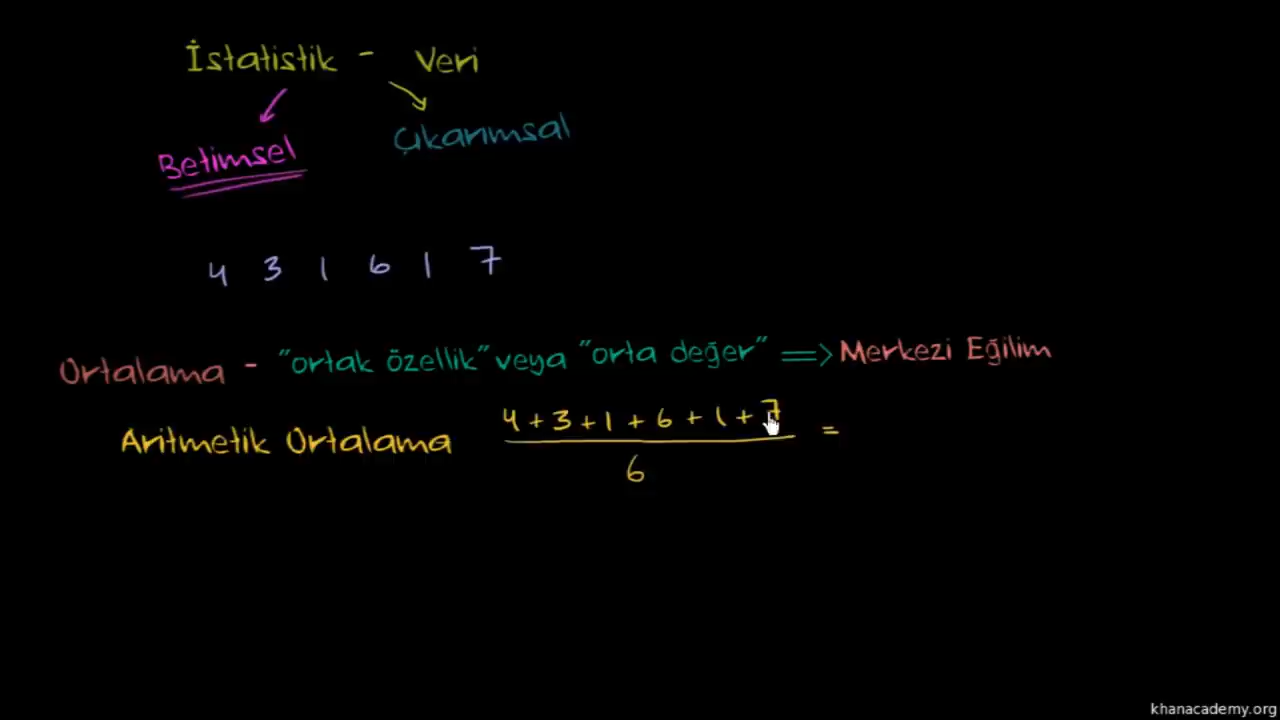 İstatistik - Veri
Betimsel Çıkarımsal
4 3 1 6 1 7
Ortalama - "ortak özellik" veya "orta değer" => Merkezi Eğilim
4 + 3 + 1 + 6 + 1 + 7
Aritmetik Ortalama =
6
khanacademy.org